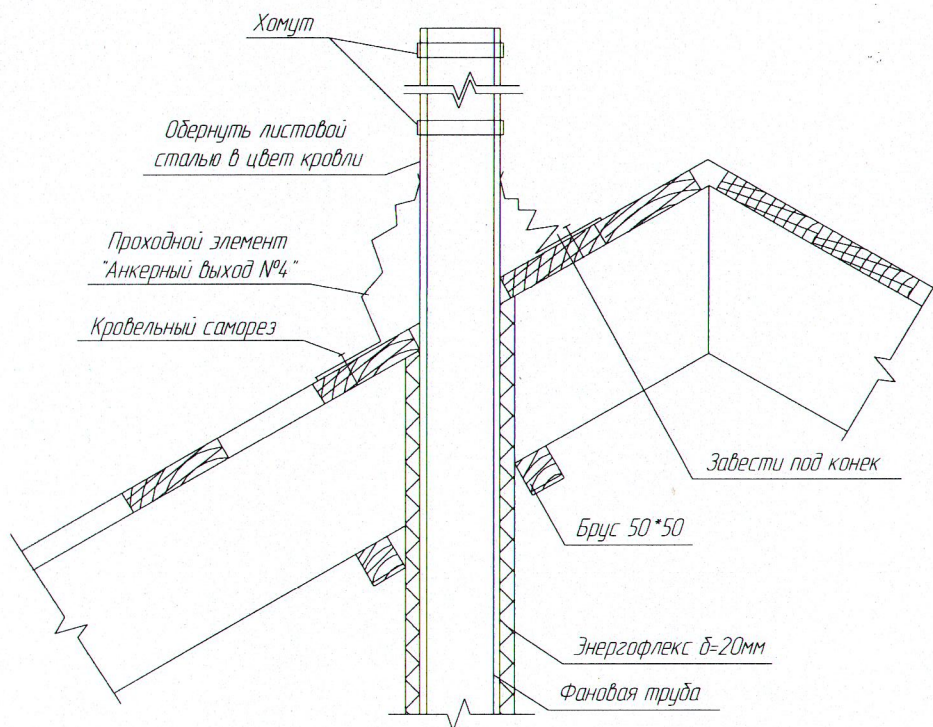 Хомут
Обернуть листовой
сталью в цвет кровли
Проходной элемент
"Анкерный выход №4"
Кровельный саморез
Завести под конек
Брус 50*50
Энергофлекс δ=20мм
Фановая труба